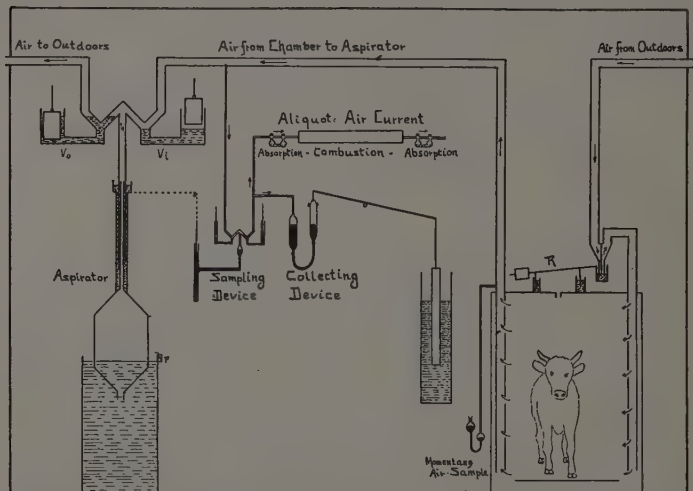 Air to Outdoors
Air from Chamber to Aspirator
Air from Outdoors
Aliquot: Air Current
Absorption - Combustion - Absorption
Vo
Vi
R
Aspirator
Sampling Device
Collecting Device
Momentary
Air-Sample